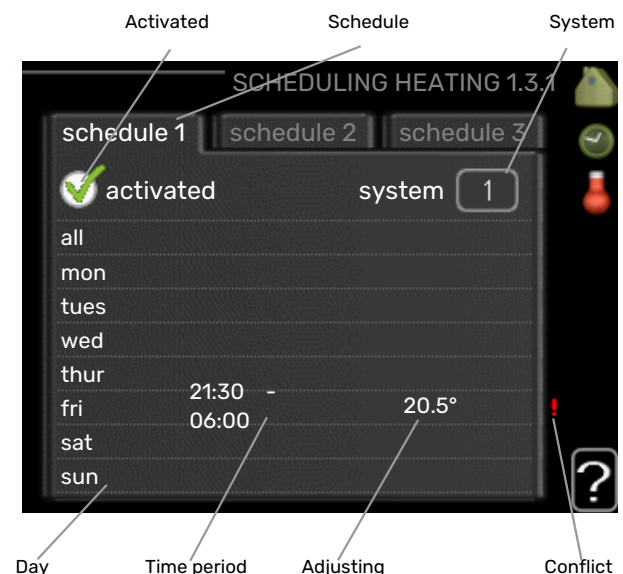 Activated Schedule System
SCHEDULING HEATING 1.3.1
schedule 1 schedule 2 schedule 3
activated system 1
all
mon
tues
wed
thur
fri 21:30 - 06:00 20.5° !
sat
sun
?
Day Time period Adjusting Conflict